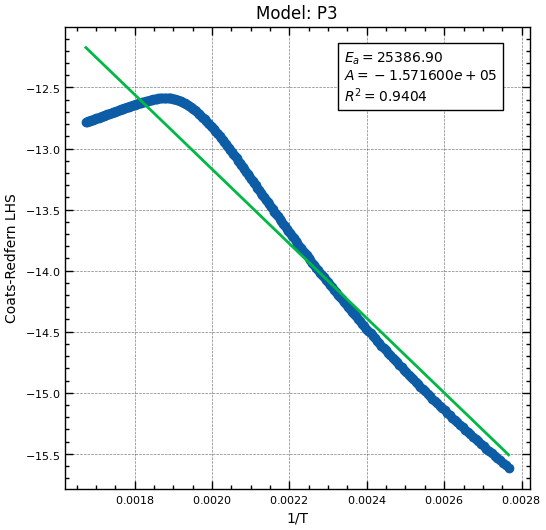 Model: P3
Eₐ = 25386.90
A = −1.571600e + 05
R² = 0.9404
−12.5
−13.0
−13.5
−14.0
−14.5
−15.0
−15.5
Coats-Redfern LHS
0.0018 0.0020 0.0022 0.0024 0.0026 0.0028
1/T